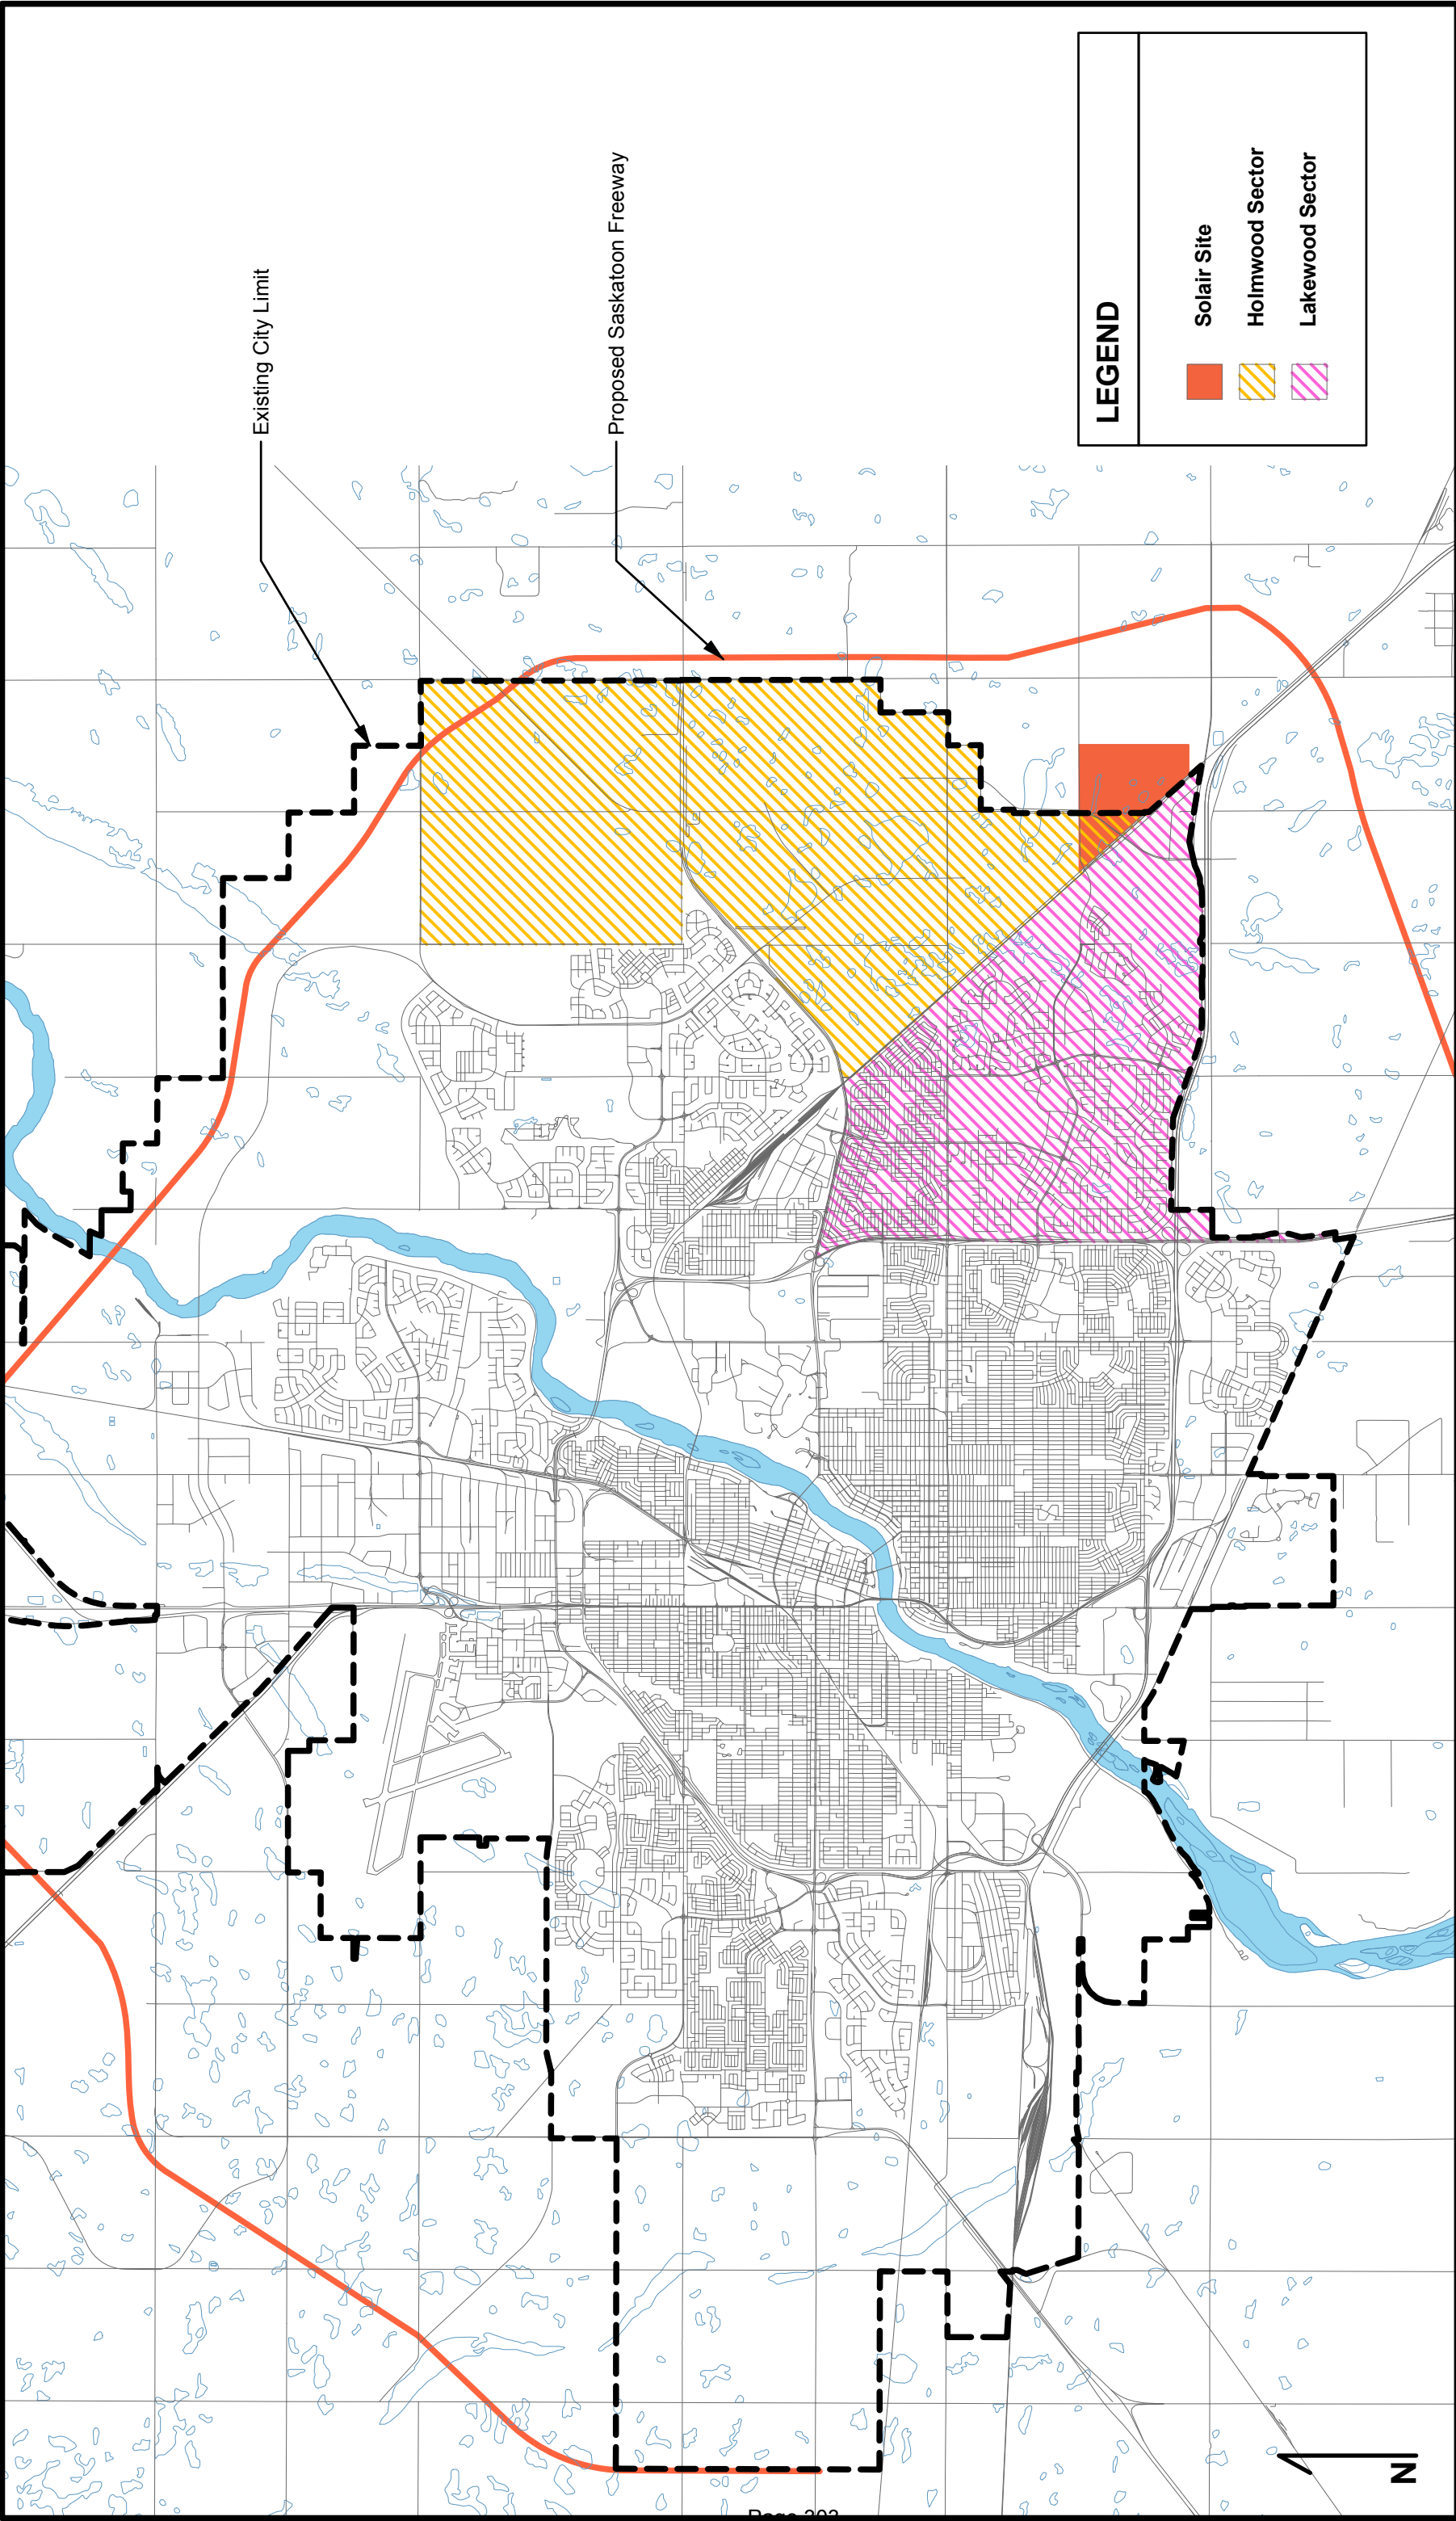 Existing City Limit
Proposed Saskatoon Freeway
LEGEND
Solair Site
Holmwood Sector
Lakewood Sector
N